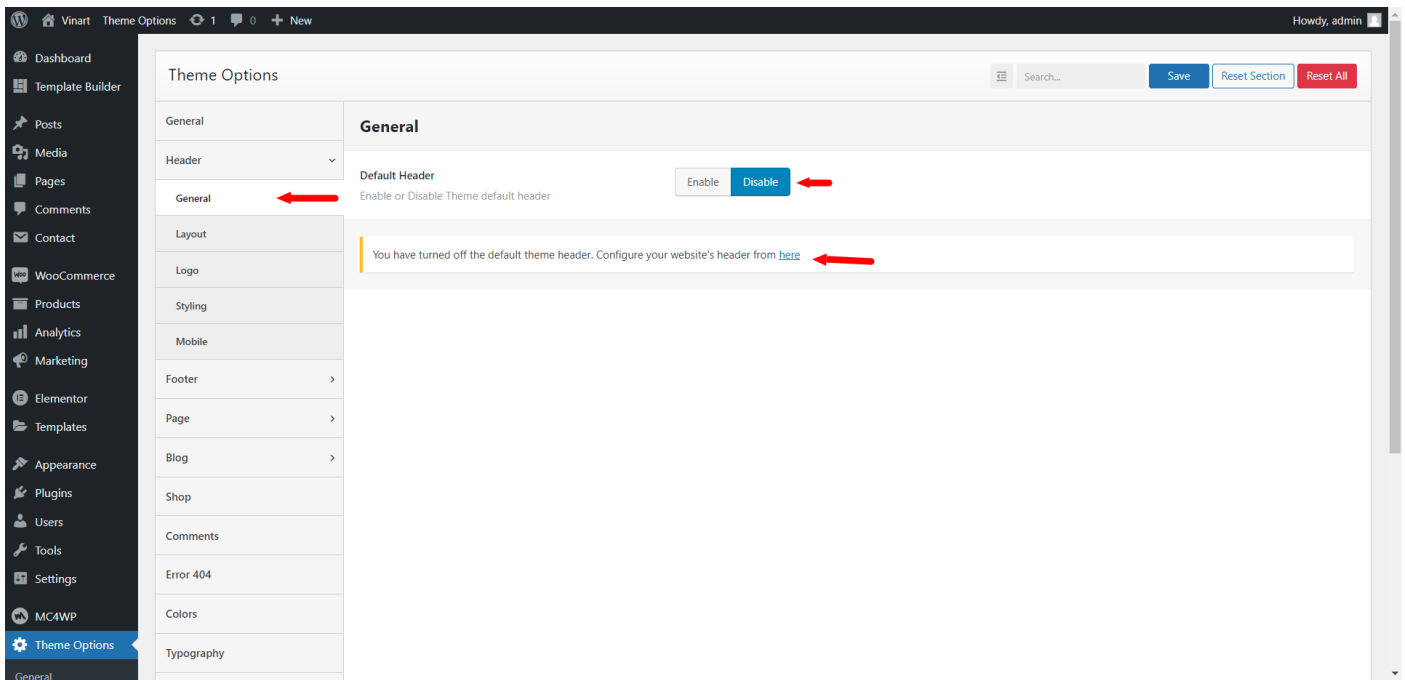 Vinart Theme Options 1 0 New Howdy, admin
Dashboard
Template Builder
Posts
Media
Pages
Comments
Contact
WooCommerce
Products
Analytics
Marketing
Elementor
Templates
Appearance
Plugins
Users
Tools
Settings
MC4WP
Theme Options
General
Theme Options
Search... Save Reset Section Reset All
General
Header
General
Layout
Logo
Styling
Mobile
Footer
Page
Blog
Shop
Comments
Error 404
Colors
Typography
General
Default Header
Enable or Disable Theme default header
Enable Disable
You have turned off the default theme header. Configure your website's header from here